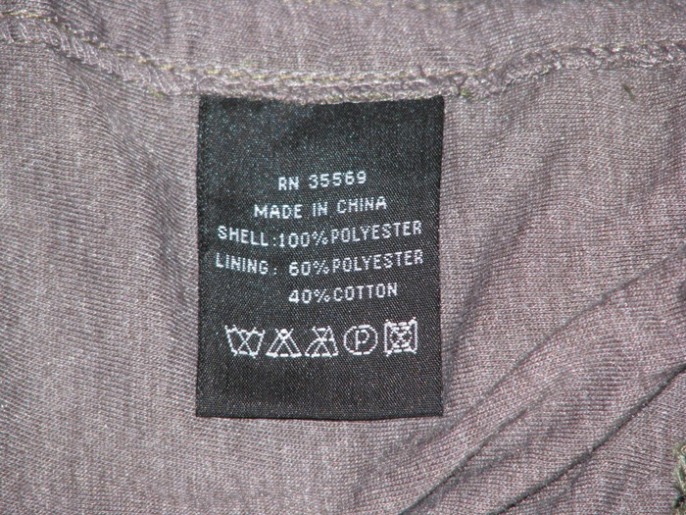 RN 35569
MADE IN CHINA
SHELL:100%POLYESTER
LINING: 60%POLYESTER
40%COTTON
P